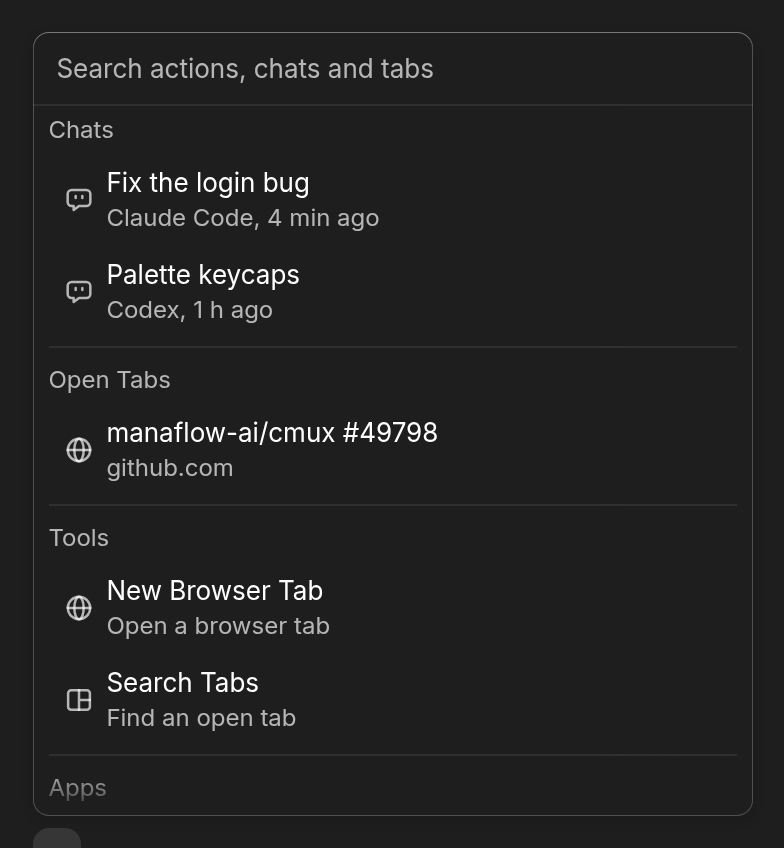 Search actions, chats and tabs
Chats
Fix the login bug
Claude Code, 4 min ago
Palette keycaps
Codex, 1 h ago
Open Tabs
manaflow-ai/cmux #49798
github.com
Tools
New Browser Tab
Open a browser tab
Search Tabs
Find an open tab
Apps